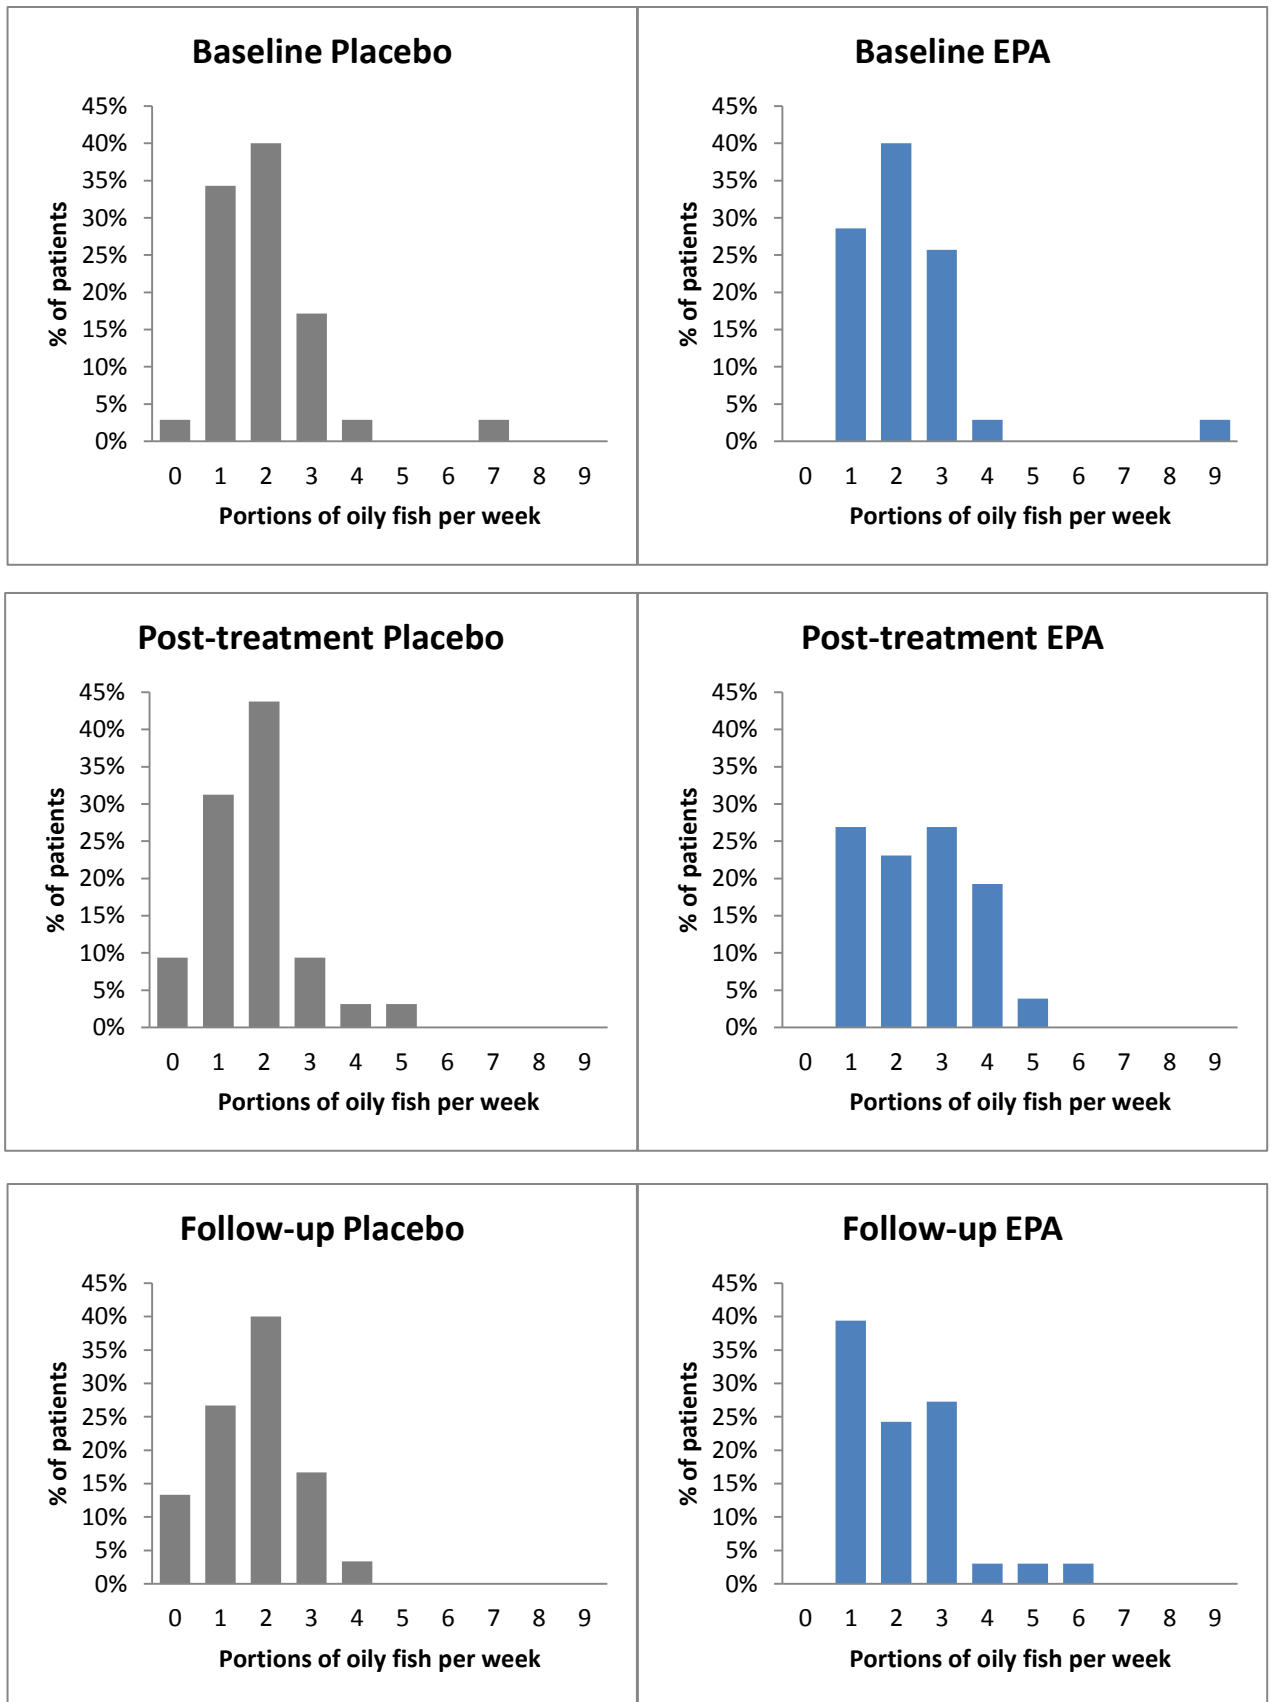 Baseline Placebo
45%
40%
35%
30%
25%
20%
15%
10%
5%
0%
% of patients
0 1 2 3 4 5 6 7 8 9
Portions of oily fish per week
Baseline EPA
45%
40%
35%
30%
25%
20%
15%
10%
5%
0%
% of patients
0 1 2 3 4 5 6 7 8 9
Portions of oily fish per week
Post-treatment Placebo
45%
40%
35%
30%
25%
20%
15%
10%
5%
0%
% of patients
0 1 2 3 4 5 6 7 8 9
Portions of oily fish per week
Post-treatment EPA
45%
40%
35%
30%
25%
20%
15%
10%
5%
0%
% of patients
0 1 2 3 4 5 6 7 8 9
Portions of oily fish per week
Follow-up Placebo
45%
40%
35%
30%
25%
20%
15%
10%
5%
0%
% of patients
0 1 2 3 4 5 6 7 8 9
Portions of oily fish per week
Follow-up EPA
45%
40%
35%
30%
25%
20%
15%
10%
5%
0%
% of patients
0 1 2 3 4 5 6 7 8 9
Portions of oily fish per week